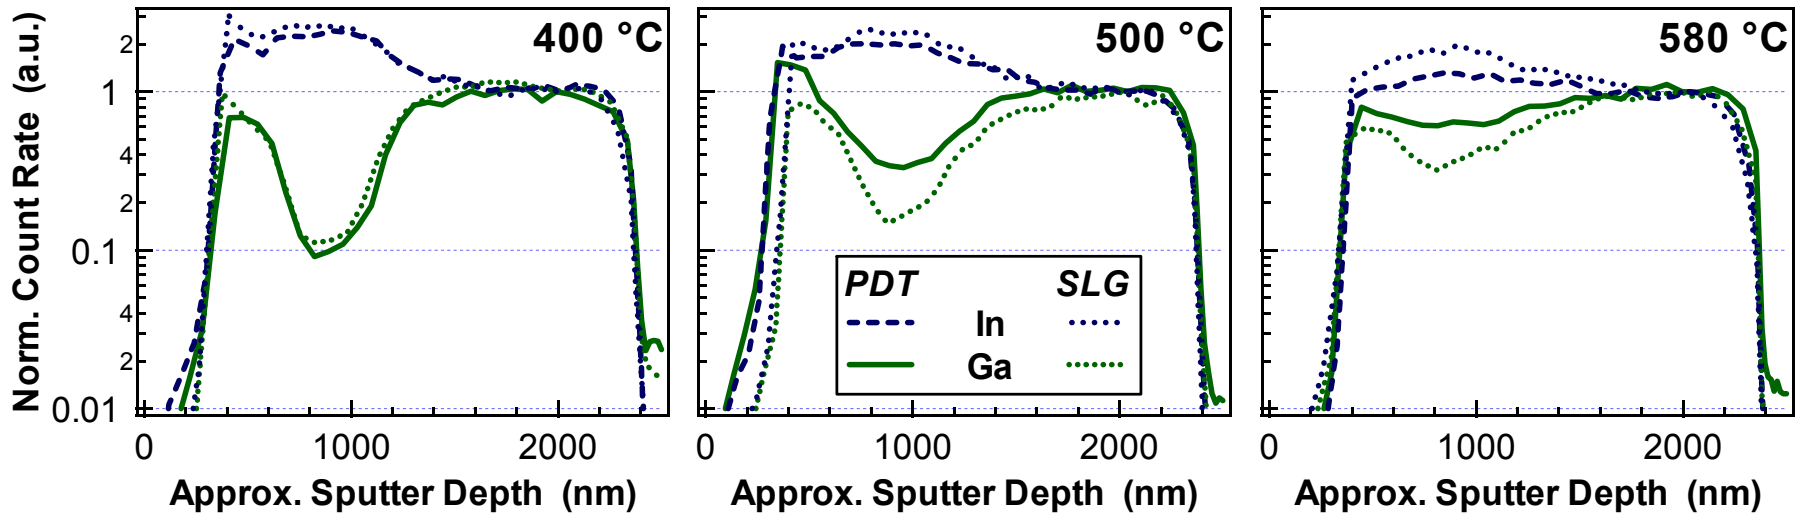 Norm. Count Rate (a.u.)
400 °C
500 °C
580 °C
2
1
4
2
0.1
4
2
0.01
PDT SLG
In
Ga
0 1000 2000
0 1000 2000
0 1000 2000
Approx. Sputter Depth (nm)
Approx. Sputter Depth (nm)
Approx. Sputter Depth (nm)